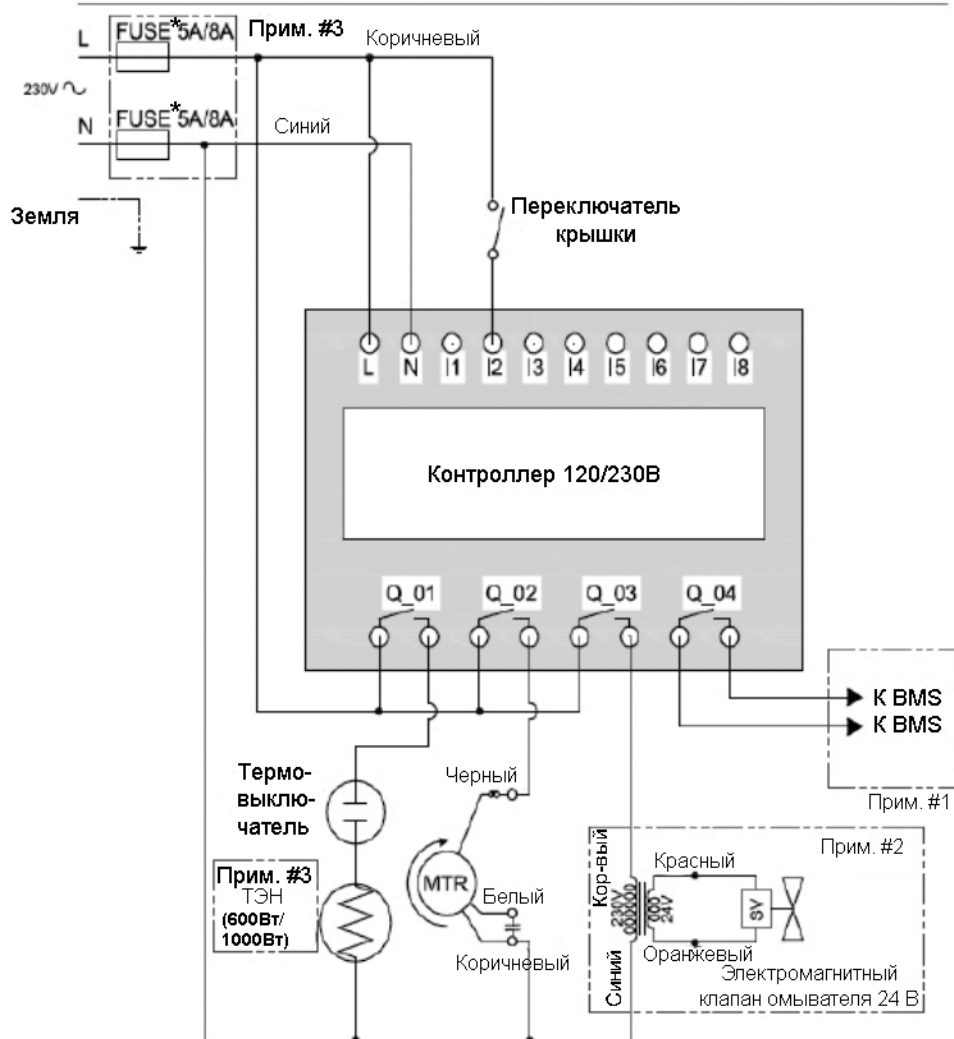 FUSE*5A/8A
Прим. #3
L
Коричневый
230V
FUSE*5A/8A
N
Синий
Земля
Переключатель
крышки
L N I1 I2 I3 I4 I5 I6 I7 I8
Контроллер 120/230В
Q_01 Q_02 Q_03 Q_04
К BMS
К BMS
Прим. #1
Термо-
выклю-
чатель
Черный
Прим. #3
ТЭН
(600Вт/
1000Вт)
MTR
Белый
Коричневый
Кор-вый
Синий
230V
24V
Прим. #2
Красный
SV
Оранжевый
Электромагнитный
клапан омывателя 24 В